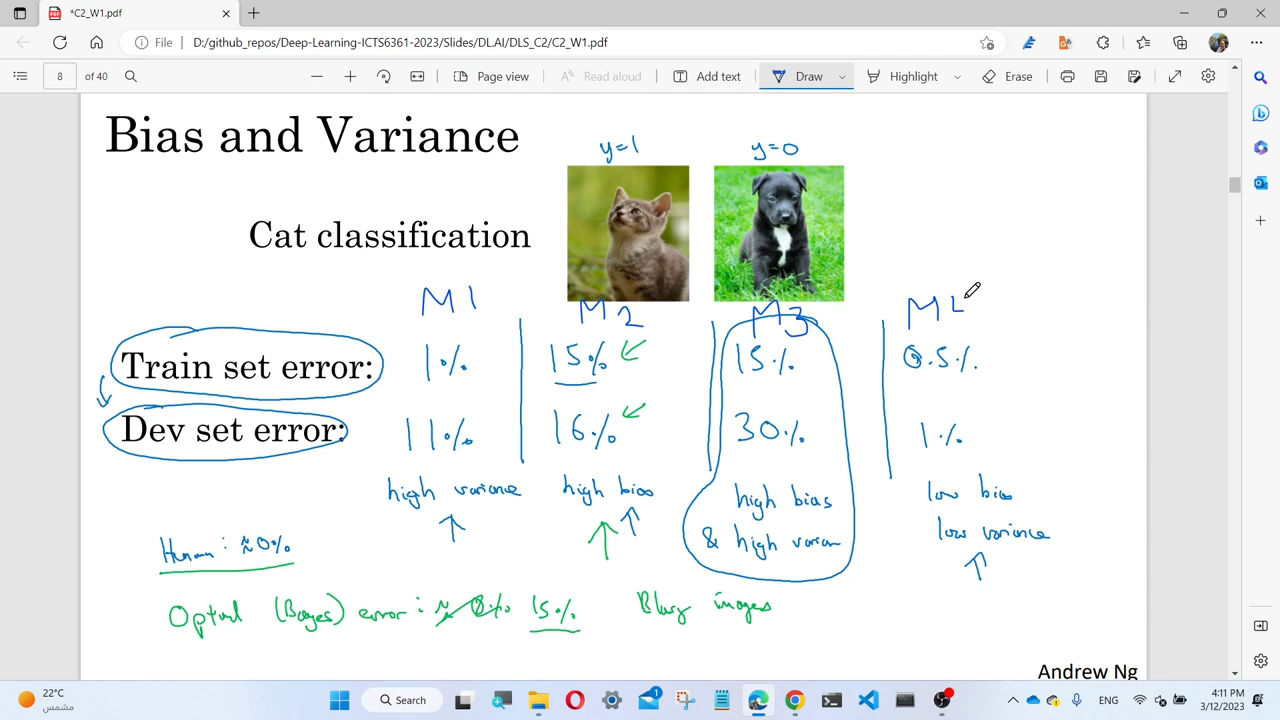 *C2_W1.pdf
File D:/github_repos/Deep-Learning-ICTS6361-2023/Slides/DL.AI/DLS_C2/C2_W1.pdf
8 of 40 Page view Read aloud Add text Draw Highlight Erase
Bias and Variance
y=1 y=0
Cat classification
M1 M2 M3 M
Train set error: 1% 15% 15% 0.5%
Dev set error: 11% 16% 30% 1%
high variance high bias high bias low bias
& high varian low variance
Human: ≈0%
Optimal (Bayes) error: ≈0% 15% Blurry images
Andrew Ng
22°C
مشمس
Search
1
ENG
4:11 PM
3/12/2023